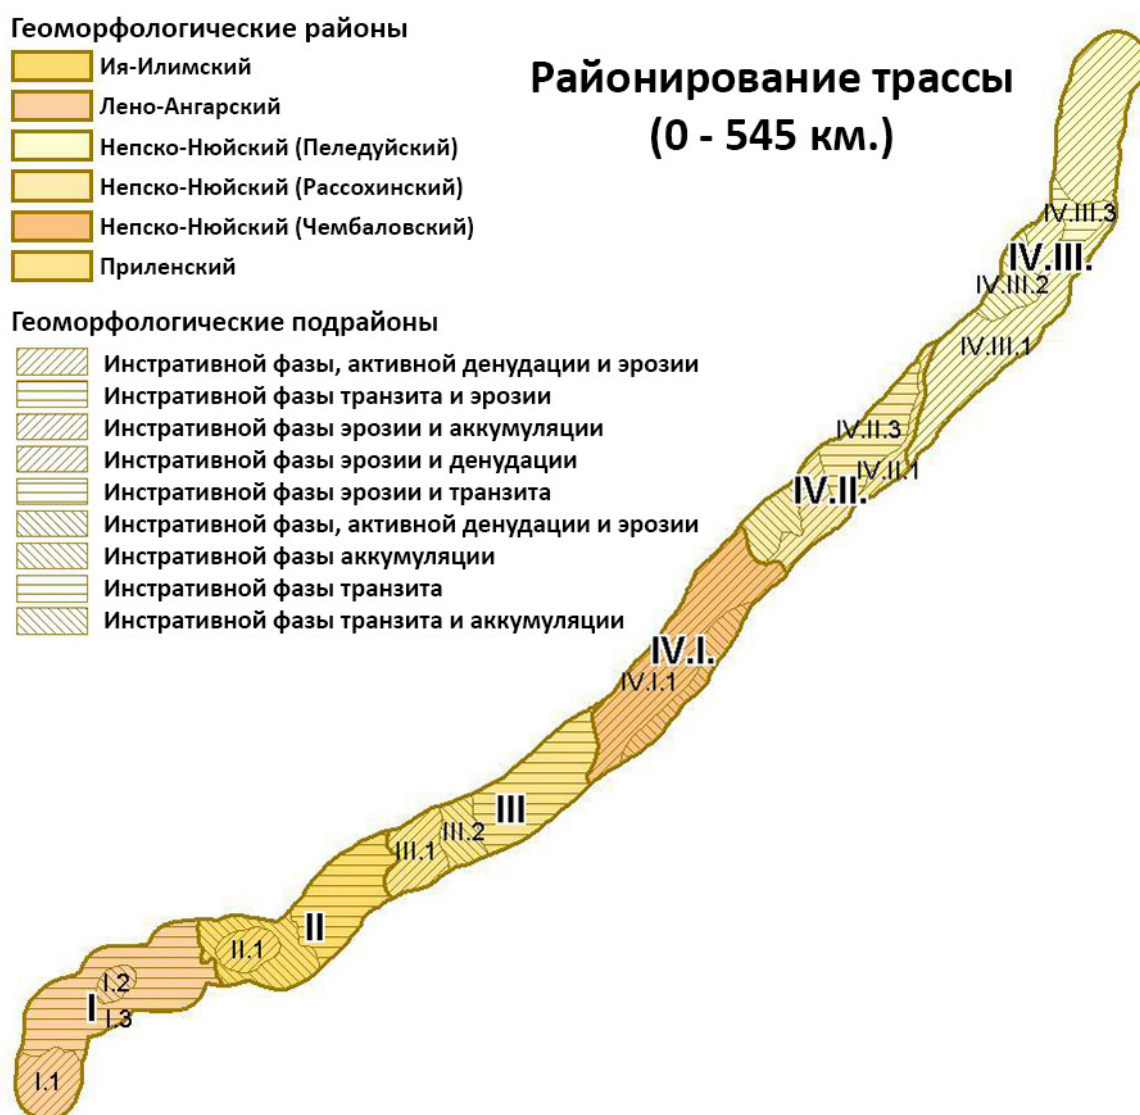 Геоморфологические районы
Ия-Илимский
Лено-Ангарский
Непско-Нюйский (Пеледуйский)
Непско-Нюйский (Рассохинский)
Непско-Нюйский (Чембаловский)
Приленский
Районирование трассы
(0 - 545 км.)
Геоморфологические подрайоны
Инстративной фазы, активной денудации и эрозии
Инстративной фазы транзита и эрозии
Инстративной фазы эрозии и аккумуляции
Инстративной фазы эрозии и денудации
Инстративной фазы эрозии и транзита
Инстративной фазы, активной денудации и эрозии
Инстративной фазы аккумуляции
Инстративной фазы транзита
Инстративной фазы транзита и аккумуляции
IV.III.3
IV.III.
IV.III.2
IV.III.1
IV.II.3
IV.II.1
IV.II.
IV.I.
IV.I.1
III
III.2
III.1
II
II.1
I.2
I
I.3
I.1